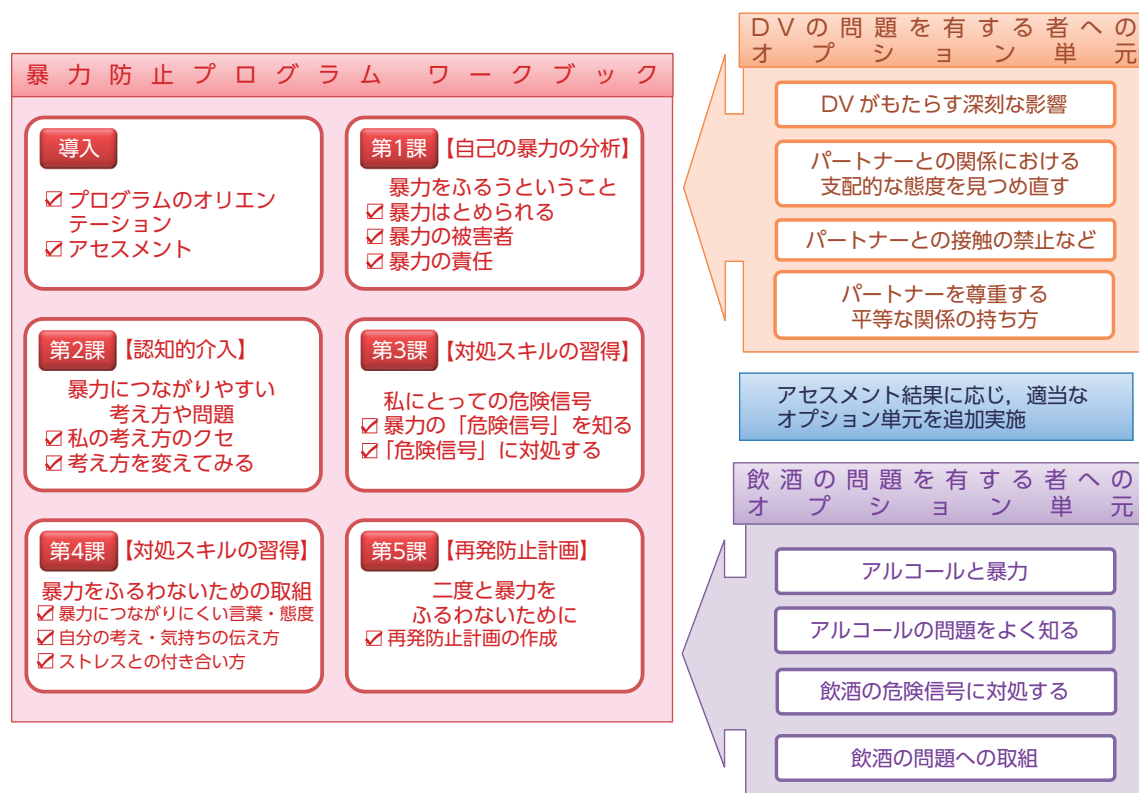 暴力防止プログラム ワークブック
導入
☑プログラムのオリエン
テーション
☑アセスメント
第1課【自己の暴力の分析】
暴力をふるうということ
☑暴力はとめられる
☑暴力の被害者
☑暴力の責任
第2課【認知的介入】
暴力につながりやすい
考え方や問題
☑私の考え方のクセ
☑考え方を変えてみる
第3課【対処スキルの習得】
私にとっての危険信号
☑暴力の「危険信号」を知る
☑「危険信号」に対処する
第4課【対処スキルの習得】
暴力をふるわないための取組
☑暴力につながりにくい言葉・態度
☑自分の考え・気持ちの伝え方
☑ストレスとの付き合い方
第5課【再発防止計画】
二度と暴力を
ふるわないために
☑再発防止計画の作成
DVの問題を有する者への
オプション単元
DVがもたらす深刻な影響
パートナーとの関係における
支配的な態度を見つめ直す
パートナーとの接触の禁止など
パートナーを尊重する
平等な関係の持ち方
アセスメント結果に応じ，適当な
オプション単元を追加実施
飲酒の問題を有する者への
オプション単元
アルコールと暴力
アルコールの問題をよく知る
飲酒の危険信号に対処する
飲酒の問題への取組